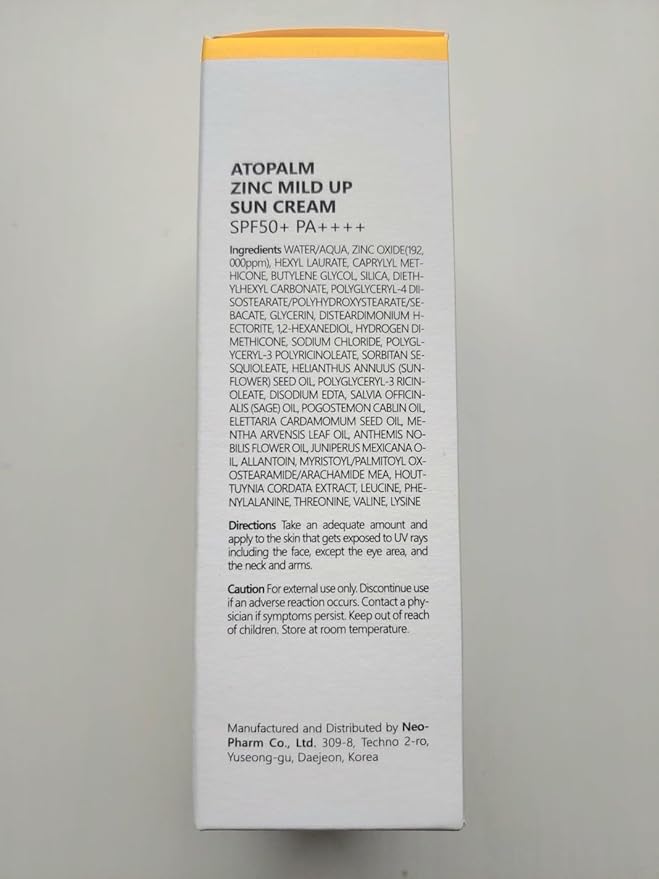 ATOPALM
ZINC MILD UP
SUN CREAM
SPF50+ PA++++
Ingredients WATER/AQUA, ZINC OXIDE(192,
000ppm), HEXYL LAURATE, CAPRYLYL MET-
HICONE, BUTYLENE GLYCOL, SILICA, DIETH-
YLHEXYL CARBONATE, POLYGLYCERYL-4 DII-
SOSTEARATE/POLYHYDROXYSTEARATE/SE-
BACATE, GLYCERIN, DISTEARDIMONIUM H-
ECTORITE, 1,2-HEXANEDIOL, HYDROGEN DI-
METHICONE, SODIUM CHLORIDE, POLYGL-
YCERYL-3 POLYRICINOLEATE, SORBITAN SE-
SQUIOLEATE, HELIANTHUS ANNUUS (SUN-
FLOWER) SEED OIL, POLYGLYCERYL-3 RICIN-
OLEATE, DISODIUM EDTA, SALVIA OFFICIN-
ALIS (SAGE) OIL, POGOSTEMON CABLIN OIL,
ELETTARIA CARDAMOMUM SEED OIL, ME-
NTHA ARVENSIS LEAF OIL, ANTHEMIS NO-
BILIS FLOWER OIL, JUNIPERUS MEXICANA O-
IL, ALLANTOIN, MYRISTOYL/PALMITOYL OX-
OSTEARAMIDE/ARACHAMIDE MEA, HOUT-
TUYNIA CORDATA EXTRACT, LEUCINE, PHE-
NYLALANINE, THREONINE, VALINE, LYSINE
Directions Take an adequate amount and
apply to the skin that gets exposed to UV rays
including the face, except the eye area, and
the neck and arms.
Caution For external use only. Discontinue use
if an adverse reaction occurs. Contact a phy-
sician if symptoms persist. Keep out of reach
of children. Store at room temperature.
Manufactured and Distributed by Neo-
Pharm Co., Ltd. 309-8, Techno 2-ro,
Yuseong-gu, Daejeon, Korea